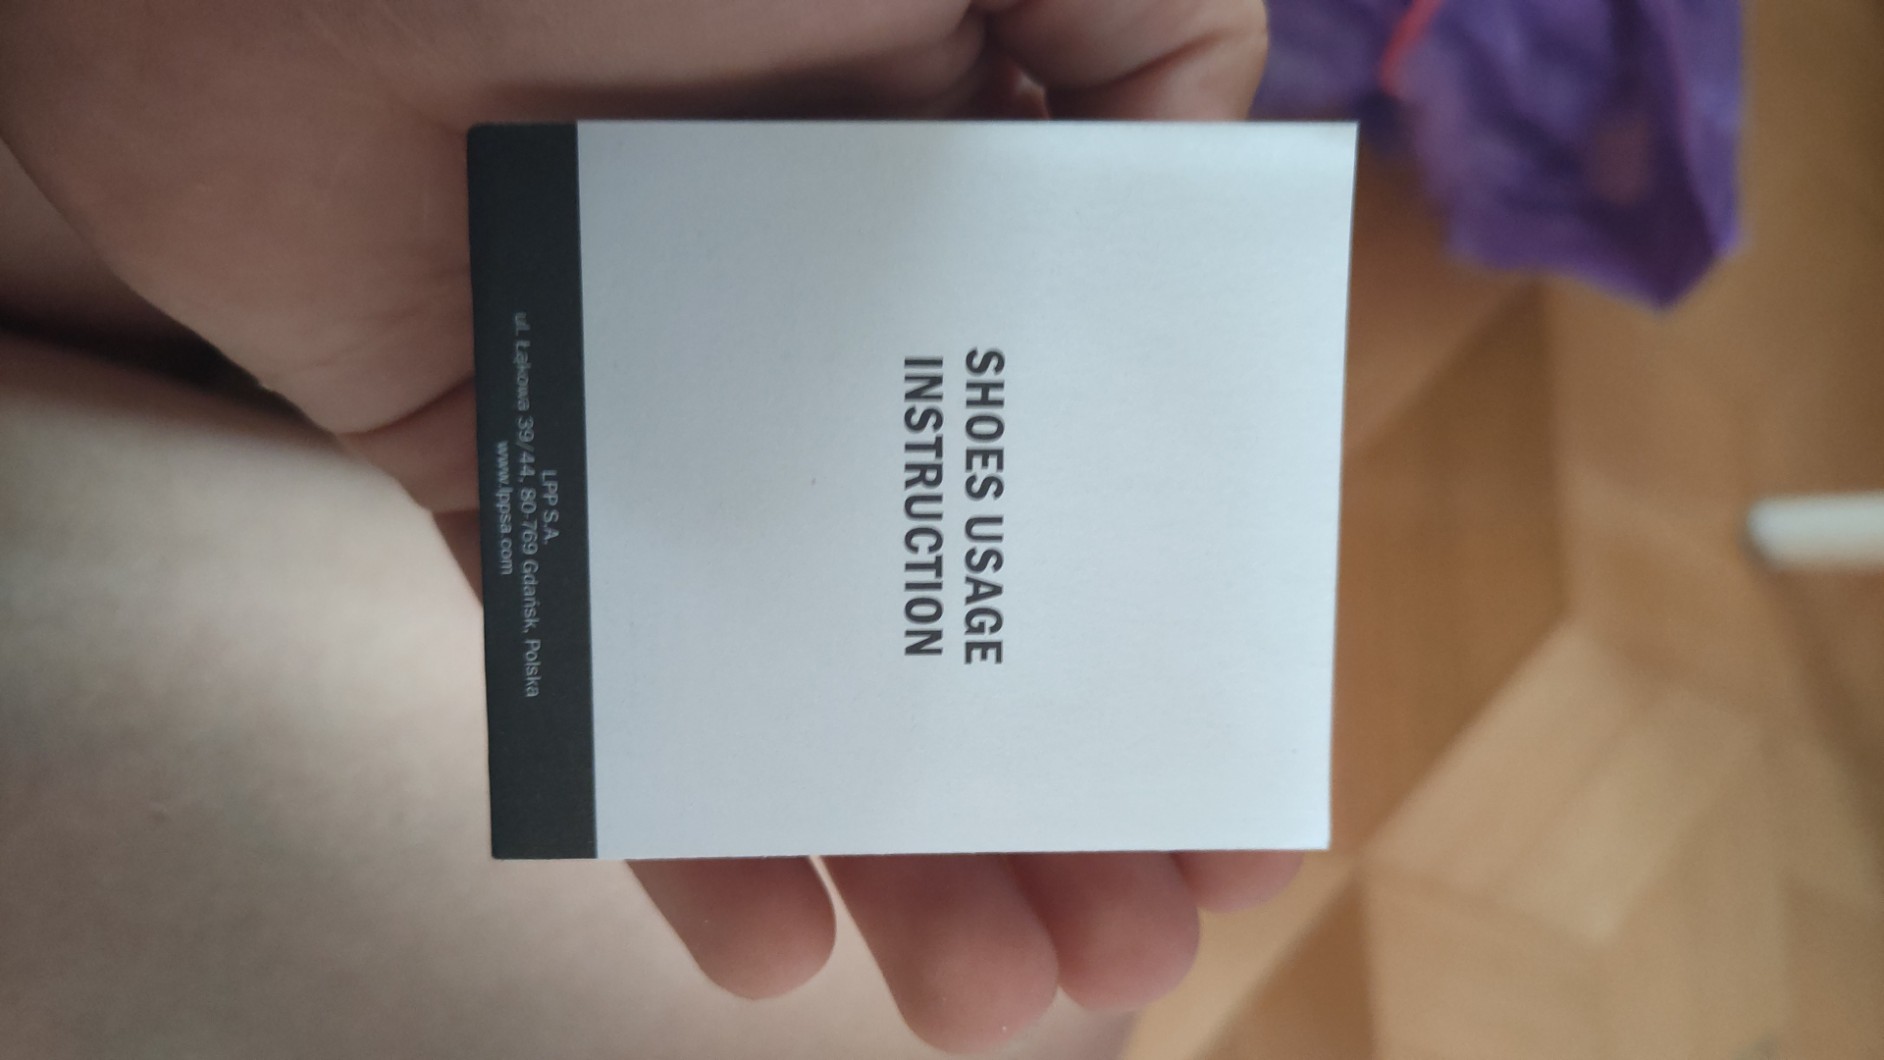 SHOES USAGE
INSTRUCTION
LPP S.A.
ul. Łąkowa 39/44, 80-769 Gdańsk, Polska
www.lppsa.com